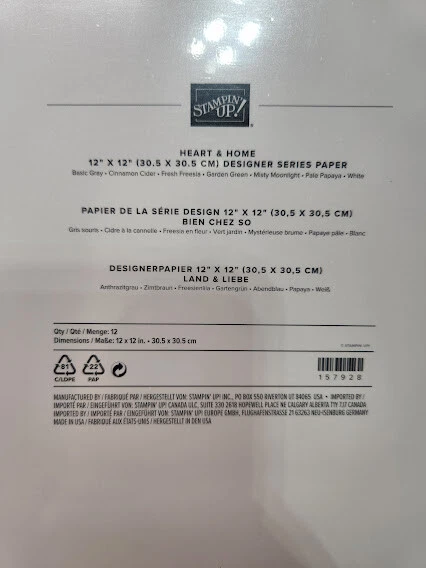 STAMPIN' UP!
HEART & HOME
12" X 12" (30.5 X 30.5 CM) DESIGNER SERIES PAPER
Basic Gray • Cinnamon Cider • Fresh Freesia • Garden Green • Misty Moonlight • Pale Papaya • White
PAPIER DE LA SÉRIE DESIGN 12" X 12" (30,5 X 30,5 CM)
BIEN CHEZ SO
Gris souris • Cidre à la cannelle • Freesia en fleur • Vert jardin • Mystérieuse brume • Papaye pâle • Blanc
DESIGNERPAPIER 12" X 12" (30,5 X 30,5 CM)
LAND & LIEBE
Anthrazitgrau • Zimtbraun • Freesienlila • Gartengrün • Abendblau • Papaya • Weiß
Qty / Qté / Menge: 12
Dimensions / Maße: 12 x 12 in. • 30.5 x 30.5 cm
81 22
C/LDPE PAP
157928
MANUFACTURED BY / FABRIQUÉ PAR / HERGESTELLT VON: STAMPIN' UP! INC., PO BOX 550 RIVERTON UT 84065 USA • IMPORTED BY /
IMPORTÉ PAR / EINGEFÜHRT VON: STAMPIN' UP! CANADA ULC, SUITE 330 2618 HOPEWELL PLACE NE CALGARY ALBERTA T1Y 7J7 CANADA
IMPORTED BY / IMPORTÉ PAR / EINGEFÜHRT VON: STAMPIN' UP! EUROPE GMBH, FLUGHAFENSTRASSE 21 63263 NEU-ISENBURG GERMANY
MADE IN USA / FABRIQUÉ AUX ÉTATS-UNIS / HERGESTELLT IN DEN USA